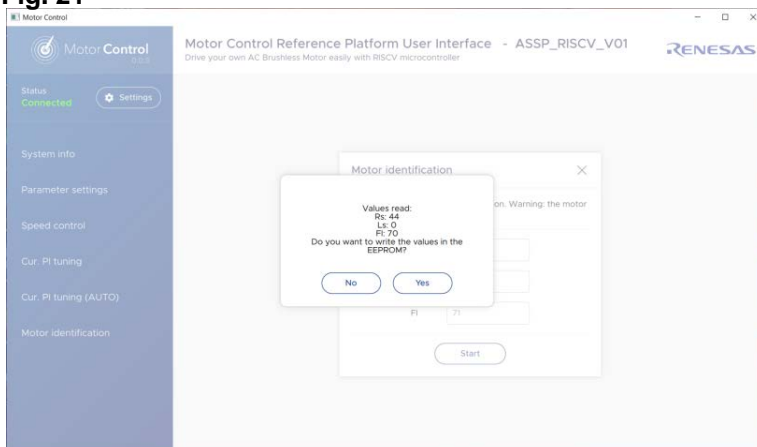 Motor Control
Motor Control
Motor Control Reference Platform User Interface - ASSP_RISCV_V01
Drive your own AC Brushless Motor easily with RISCV microcontroller
RENESAS
Status
Connected
Settings
System info
Parameter settings
Speed control
Cur. PI tuning
Cur. PI tuning (AUTO)
Motor identification
Motor identification
on. Warning: the motor
Values read:
Rs: 44
Ls: 0
Fl: 70
Do you want to write the values in the
EEPROM?
No
Yes
Fl
71
Start